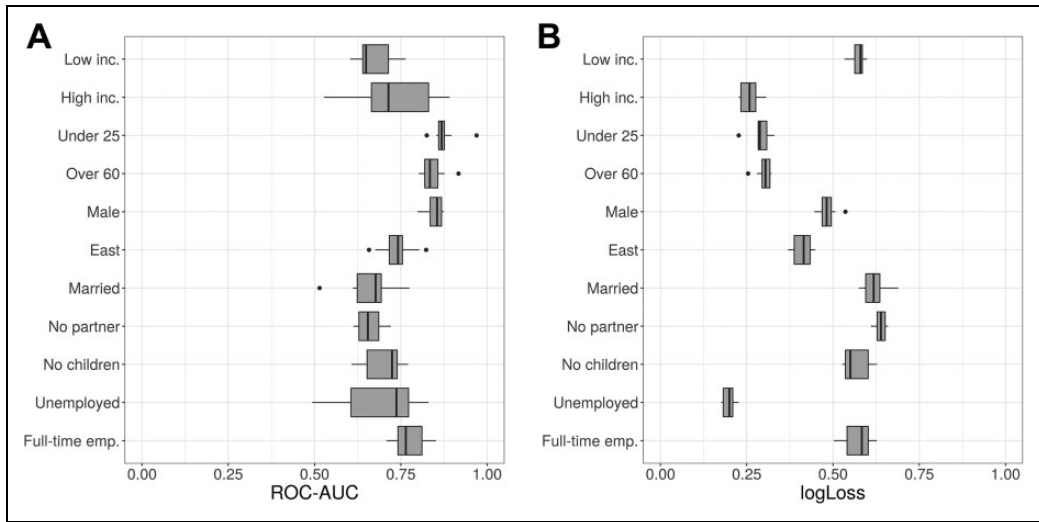 A
Low inc.
High inc.
Under 25
Over 60
Male
East
Married
No partner
No children
Unemployed
Full-time emp.
0.00 0.25 0.50 0.75 1.00
ROC-AUC
B
Low inc.
High inc.
Under 25
Over 60
Male
East
Married
No partner
No children
Unemployed
Full-time emp.
0.00 0.25 0.50 0.75 1.00
logLoss